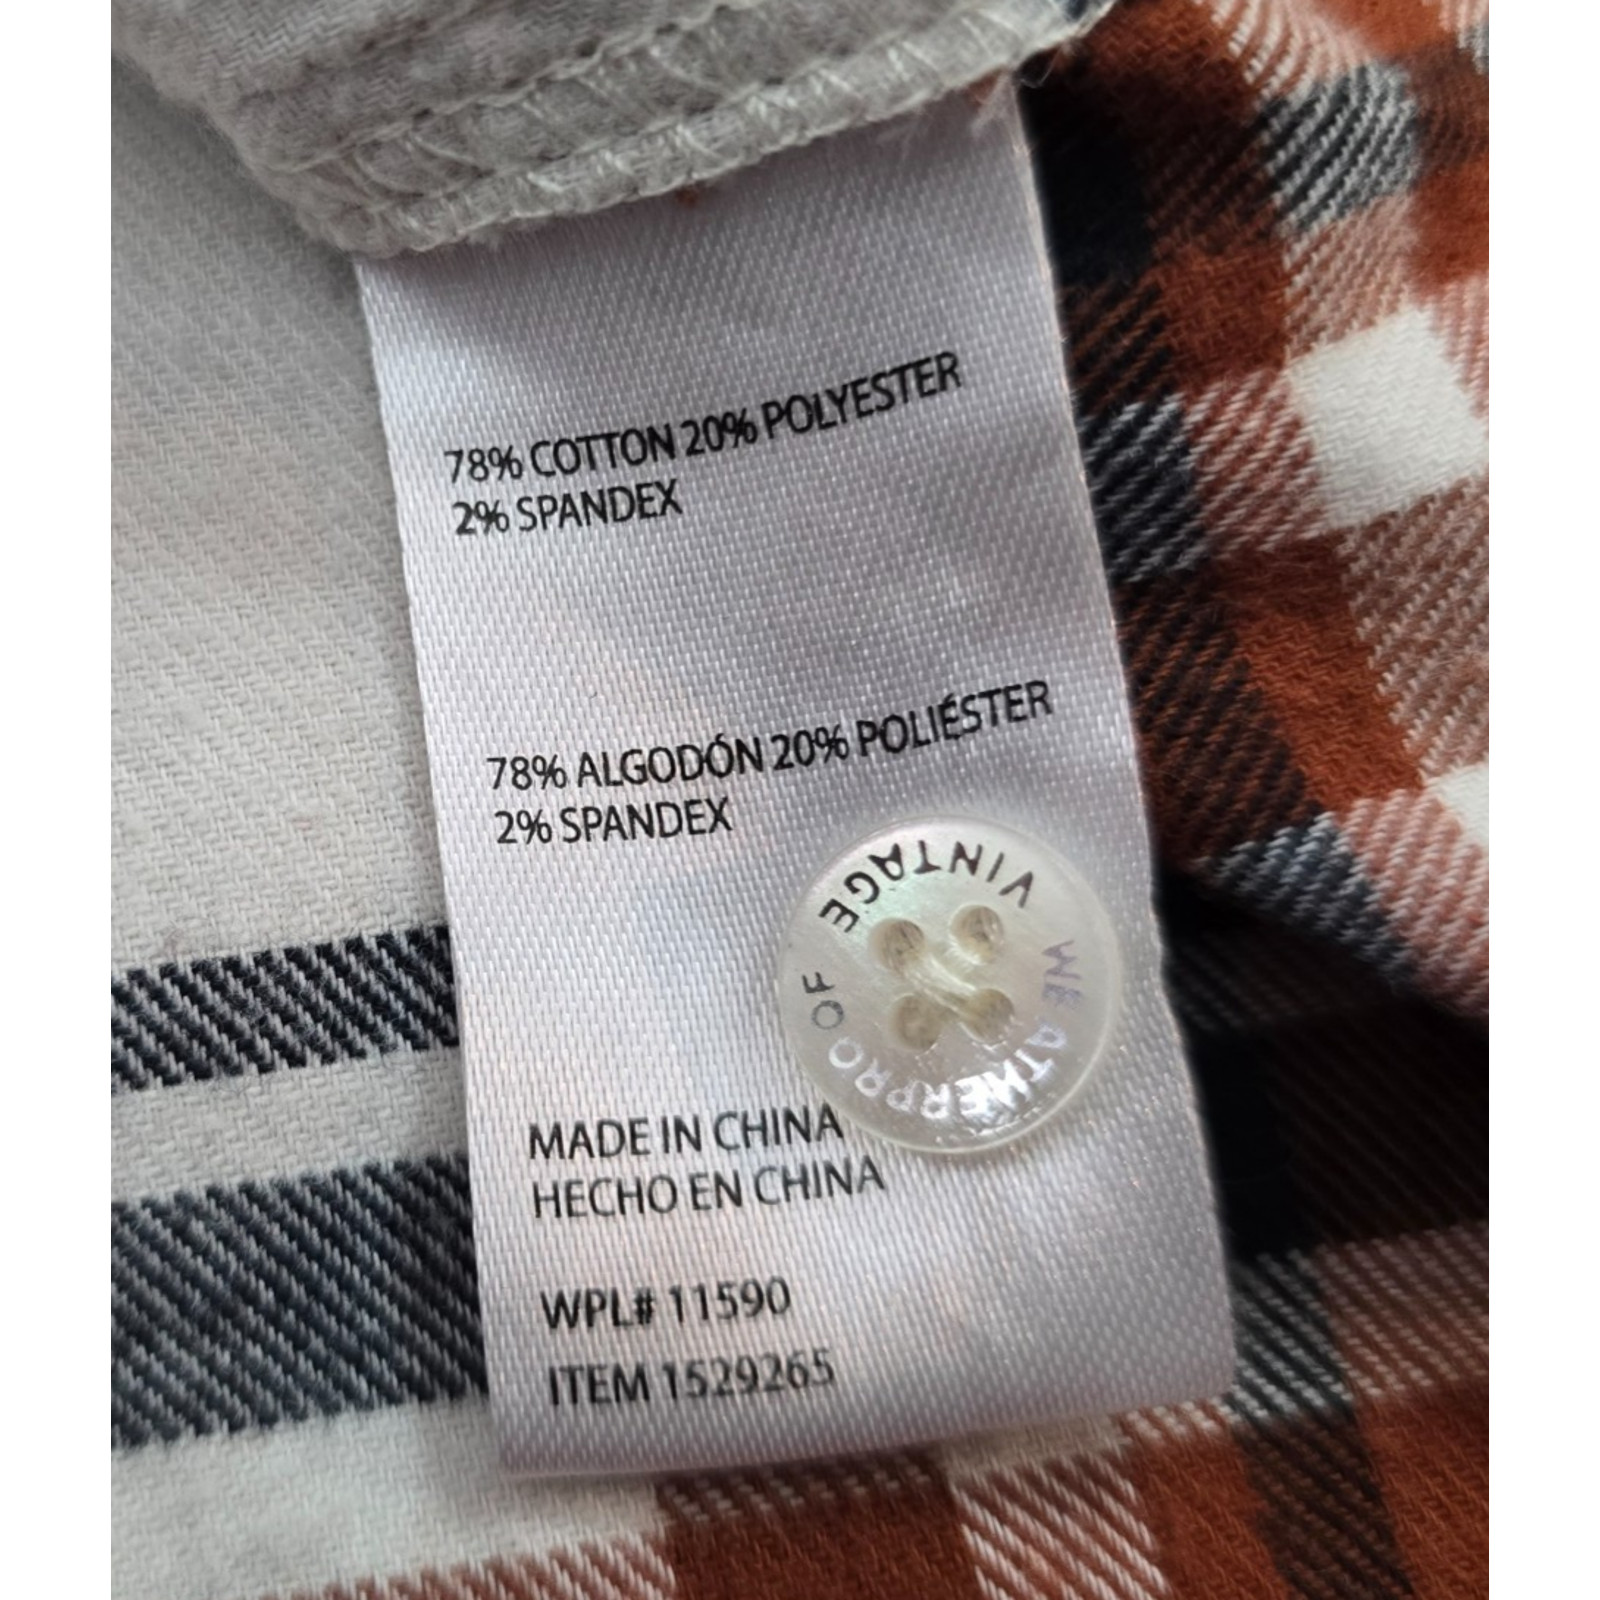 78% COTTON 20% POLYESTER
2% SPANDEX
78% ALGODÓN 20% POLIÉSTER
2% SPANDEX
VINTAGE
WEATHERPROOF
MADE IN CHINA
HECHO EN CHINA
WPL# 11590
ITEM 1529265